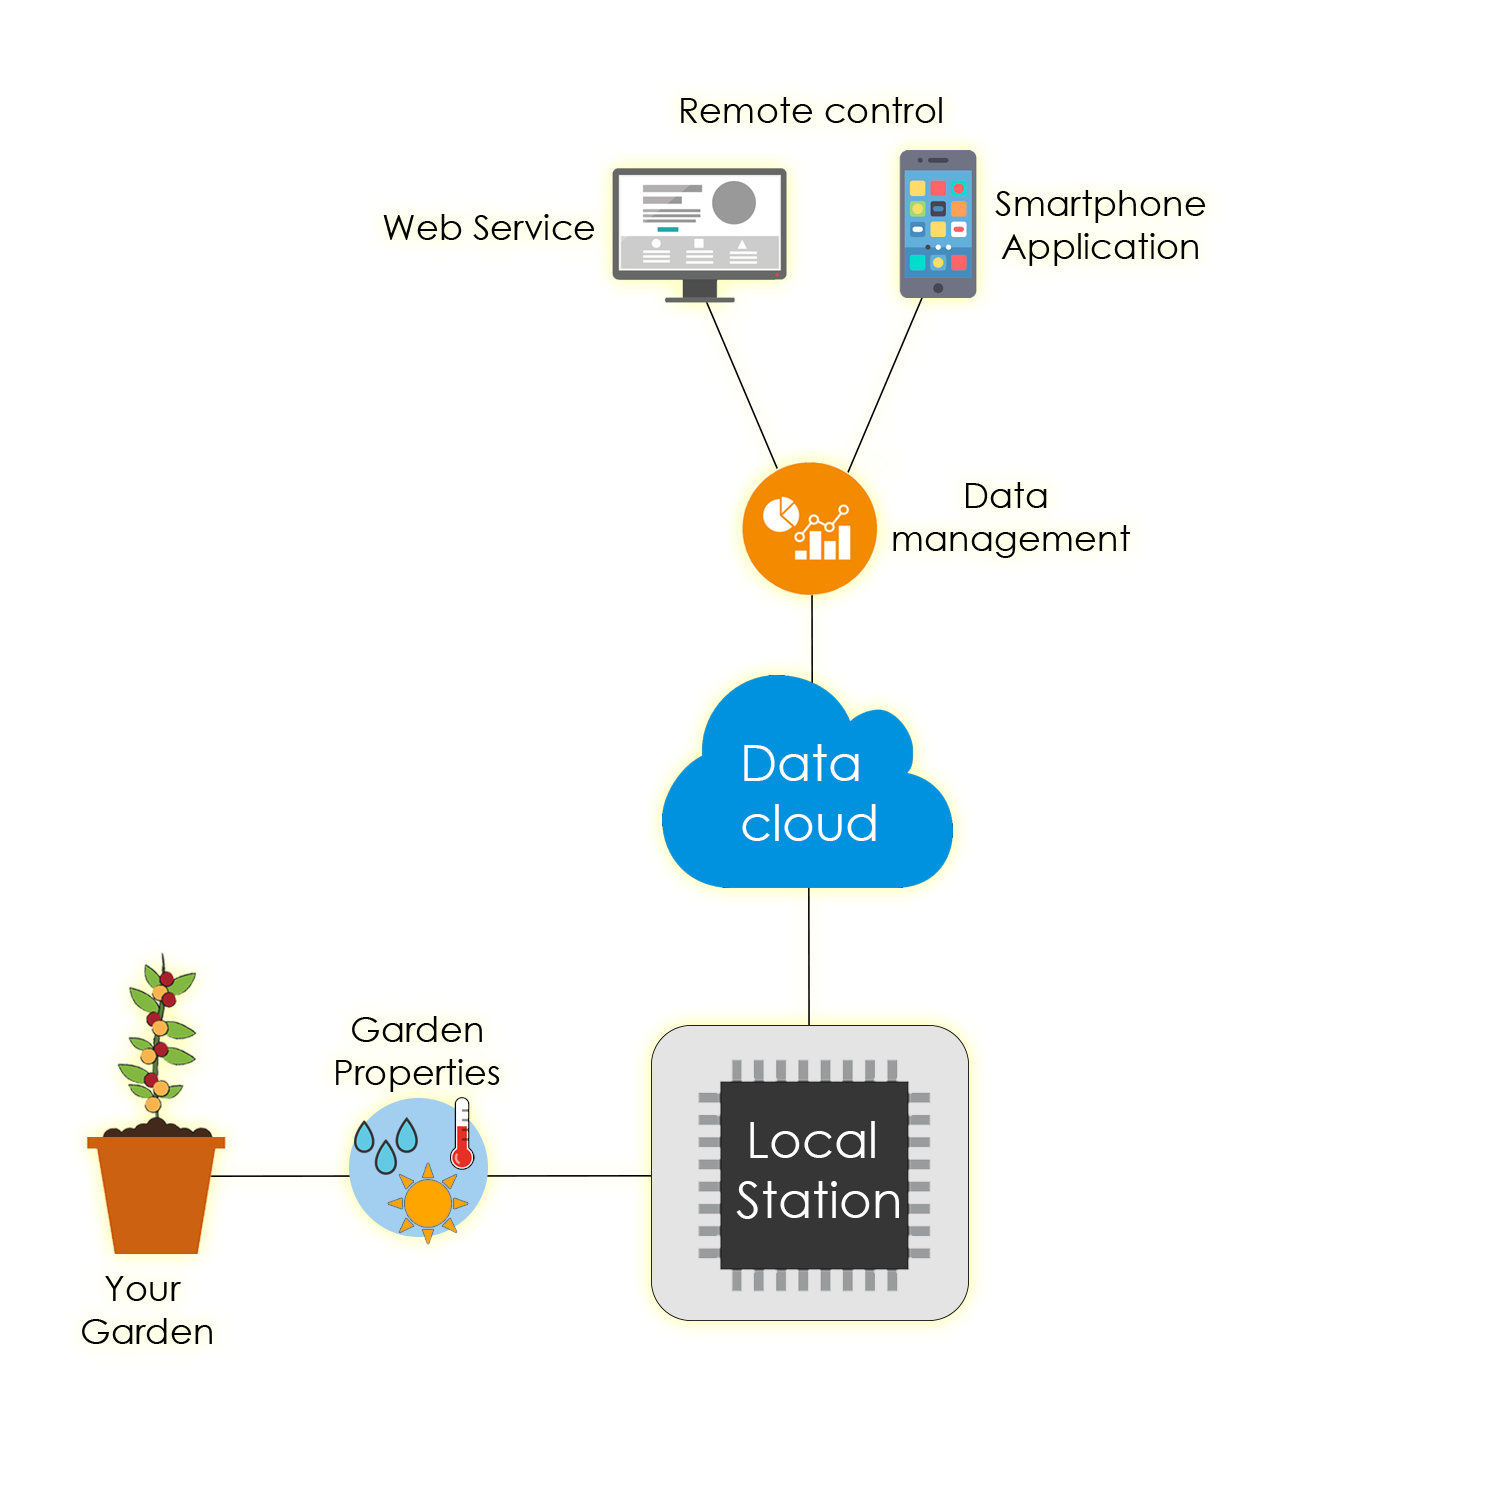 Remote control
Web Service
Smartphone
Application
Data
management
Data
cloud
Garden
Properties
Local
Station
Your
Garden